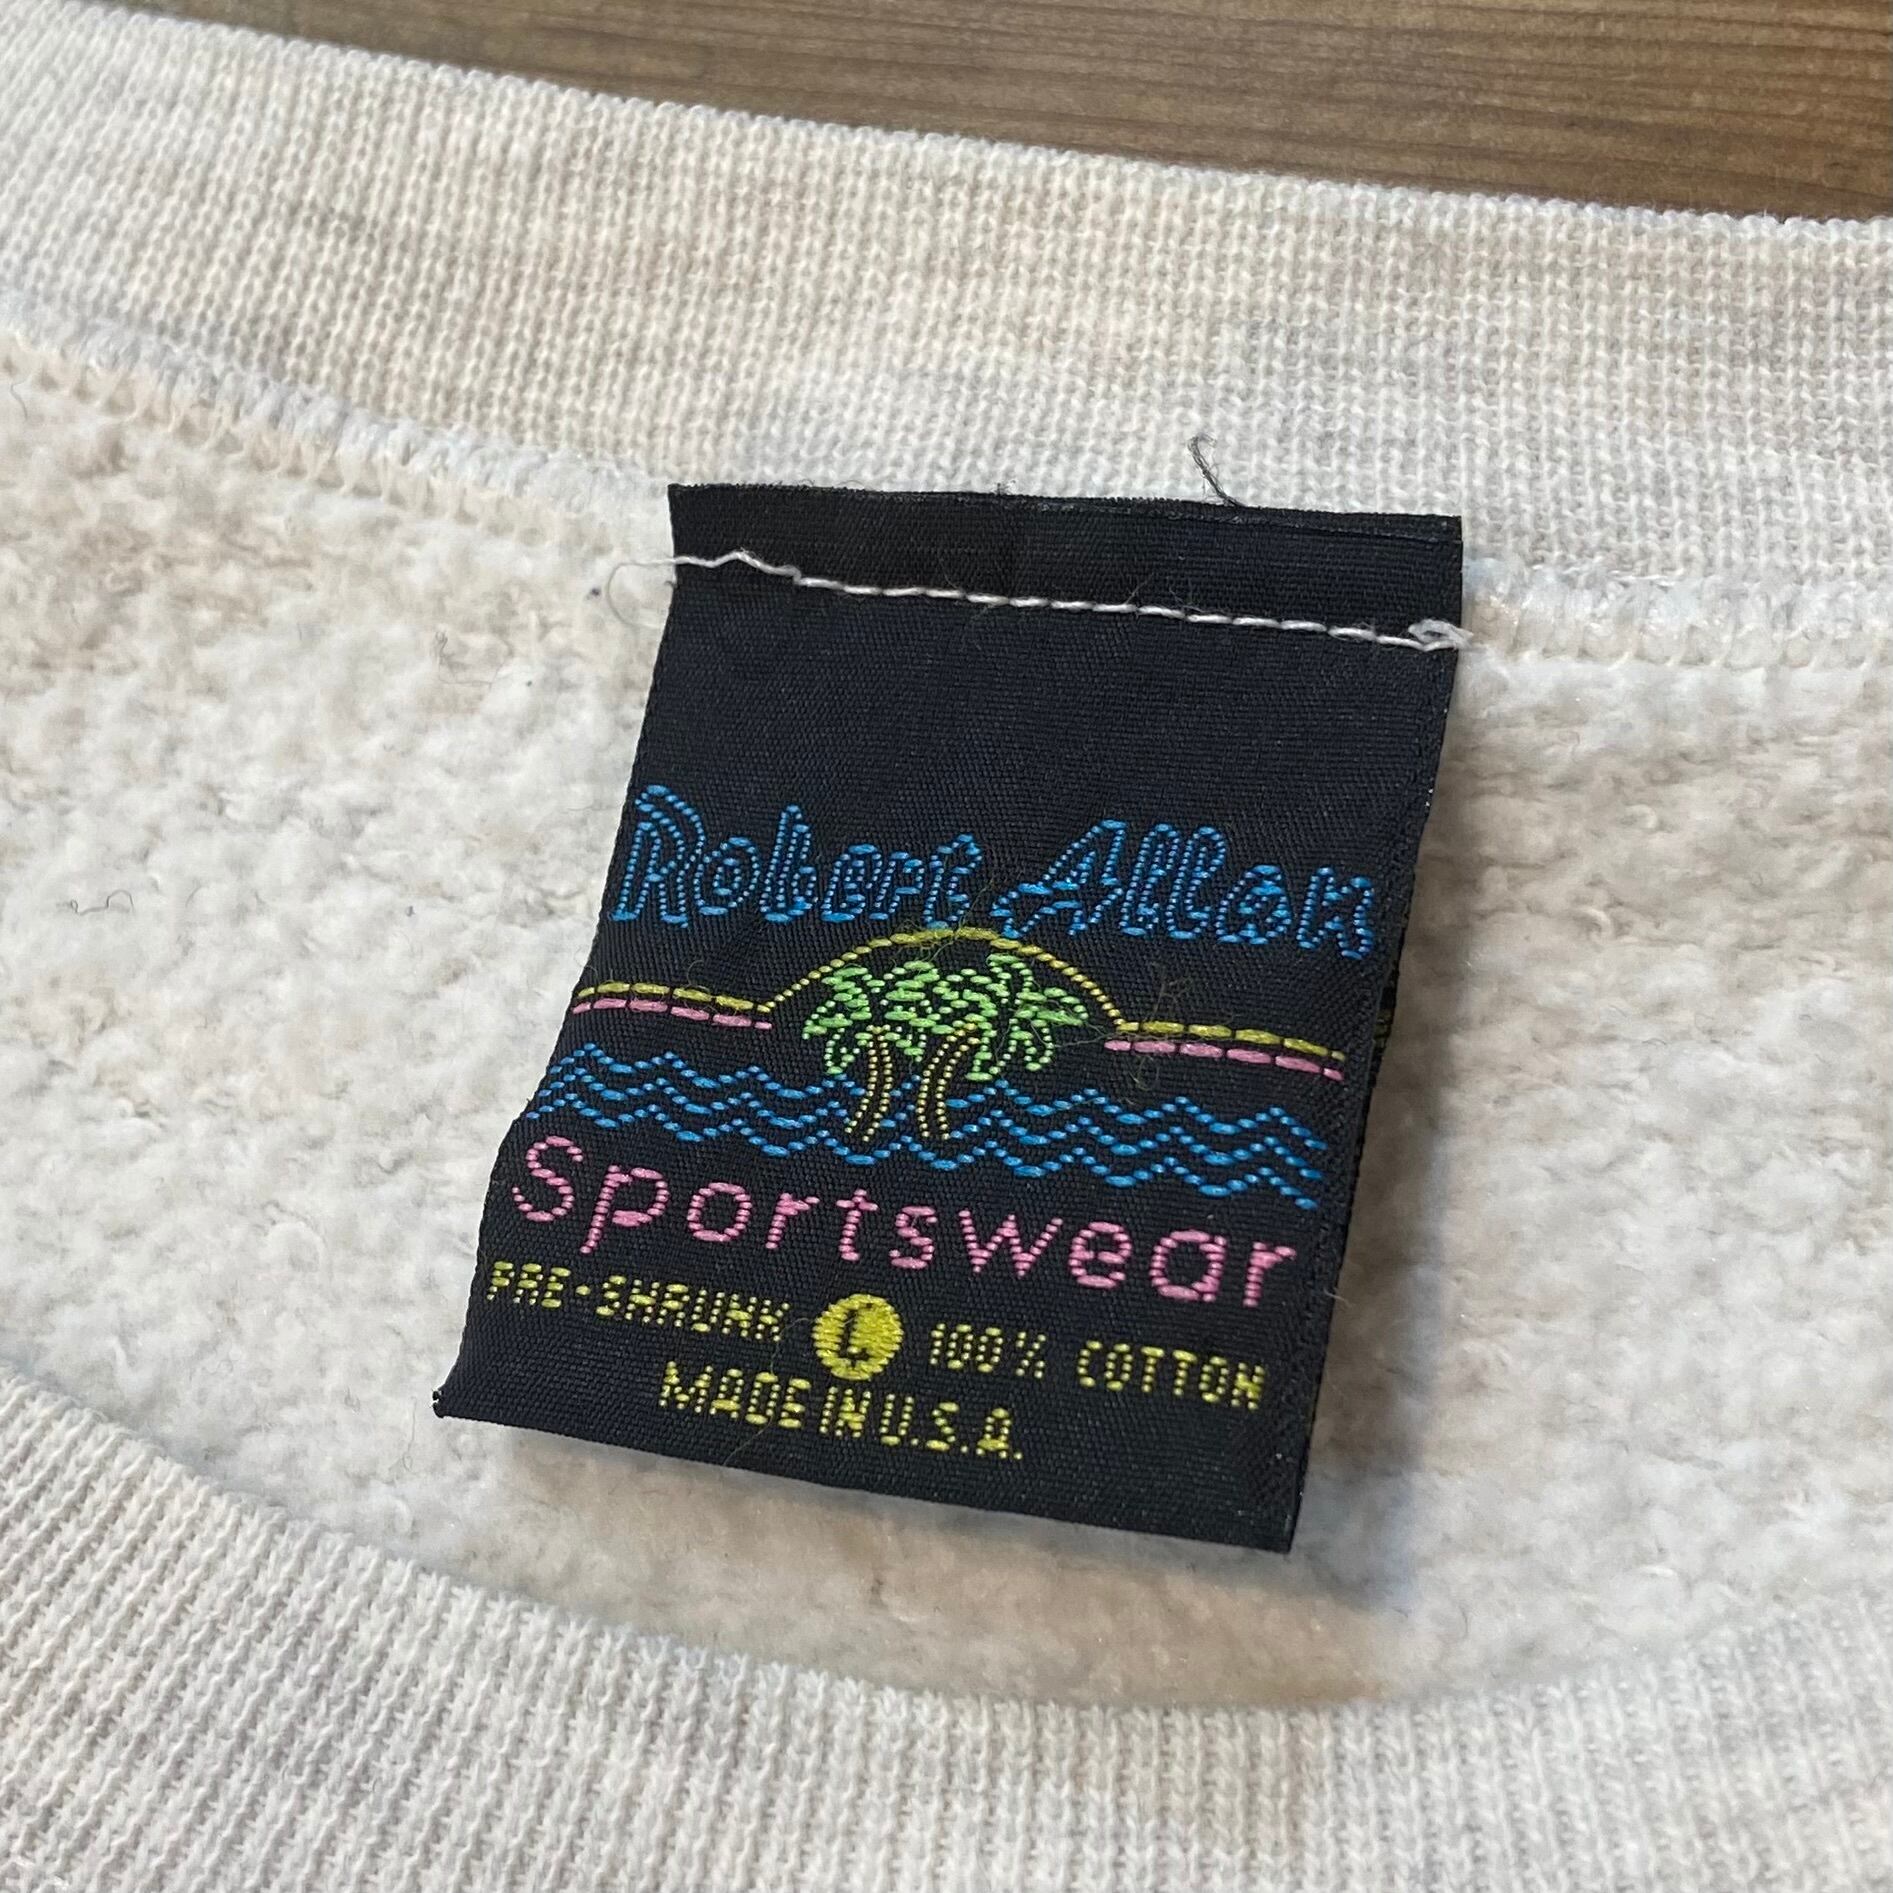 Robert Allan
Sportswear
PRE-SHRUNK L 100% COTTON
MADE IN U.S.A.